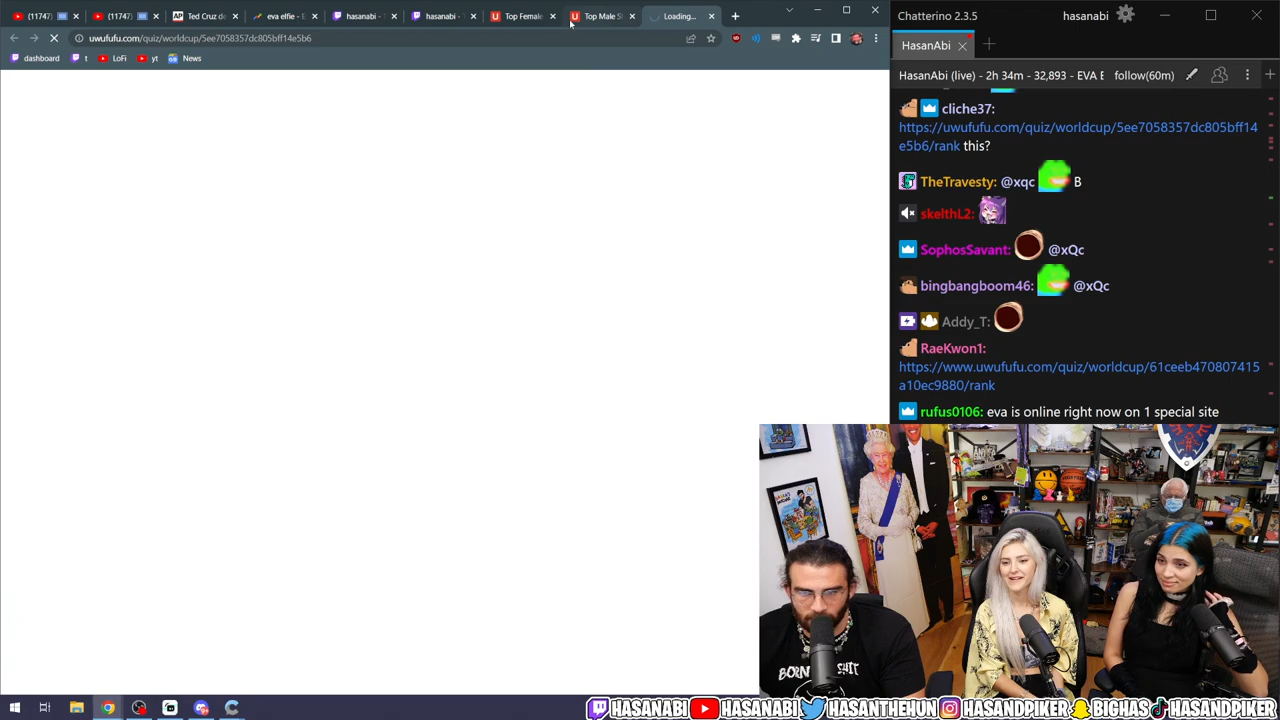 (11747)
(11747)
Ted Cruz de
eva elfie - E
hasanabi - 1
hasanabi - T
Top Female
Top Male S
Loading...
uwufufu.com/quiz/worldcup/5ee7058357dc805bff14e5b6
dashboard
t
LoFi
yt
News
Chatterino 2.3.5
hasanabi
HasanAbi
HasanAbi (live) - 2h 34m - 32,893 - EVA E
follow(60m)
cliche37:
https://uwufufu.com/quiz/worldcup/5ee7058357dc805bff14
e5b6/rank this?
TheTravesty: @xqc B
skelthL2:
SophosSavant: @xQc
bingbangboom46: @xQc
Addy_T:
RaeKwon1:
https://www.uwufufu.com/quiz/worldcup/61ceeb470807415
a10ec9880/rank
rufus0106: eva is online right now on 1 special site
HASANABI
HASANABI
HASANTHEHUN
HASANDPIKER
BIGHAS
HASANDPIKER